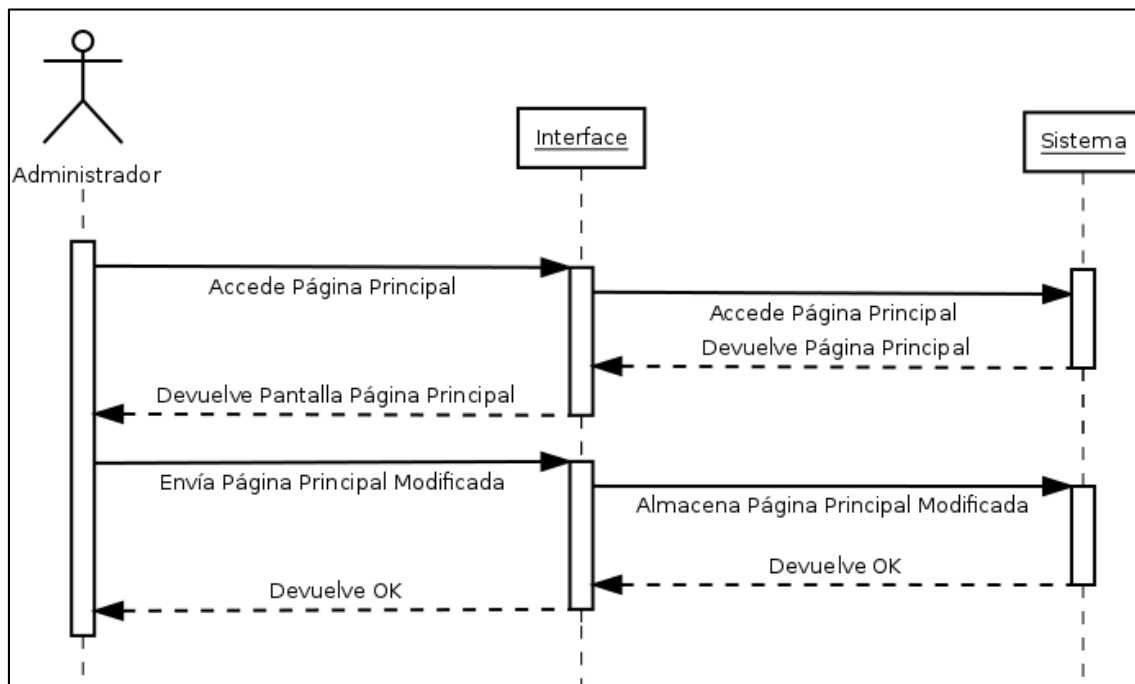 Interface
Sistema
Administrador
Accede Página Principal
Accede Página Principal
Devuelve Página Principal
Devuelve Pantalla Página Principal
Envía Página Principal Modificada
Almacena Página Principal Modificada
Devuelve OK
Devuelve OK